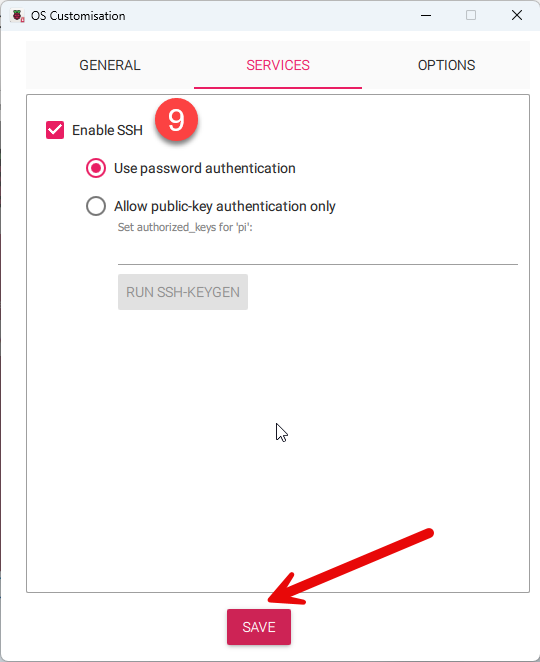 OS Customisation
GENERAL
SERVICES
OPTIONS
Enable SSH
9
Use password authentication
Allow public-key authentication only
Set authorized_keys for 'pi':
RUN SSH-KEYGEN
SAVE